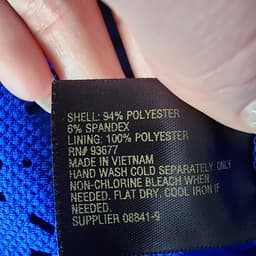 SHELL: 94% POLYESTER
6% SPANDEX
LINING: 100% POLYESTER
RN# 93677
MADE IN VIETNAM
HAND WASH COLD SEPARATELY. ONLY
NON-CHLORINE BLEACH WHEN
NEEDED. FLAT DRY. COOL IRON IF
NEEDED.
SUPPLIER 08841-9